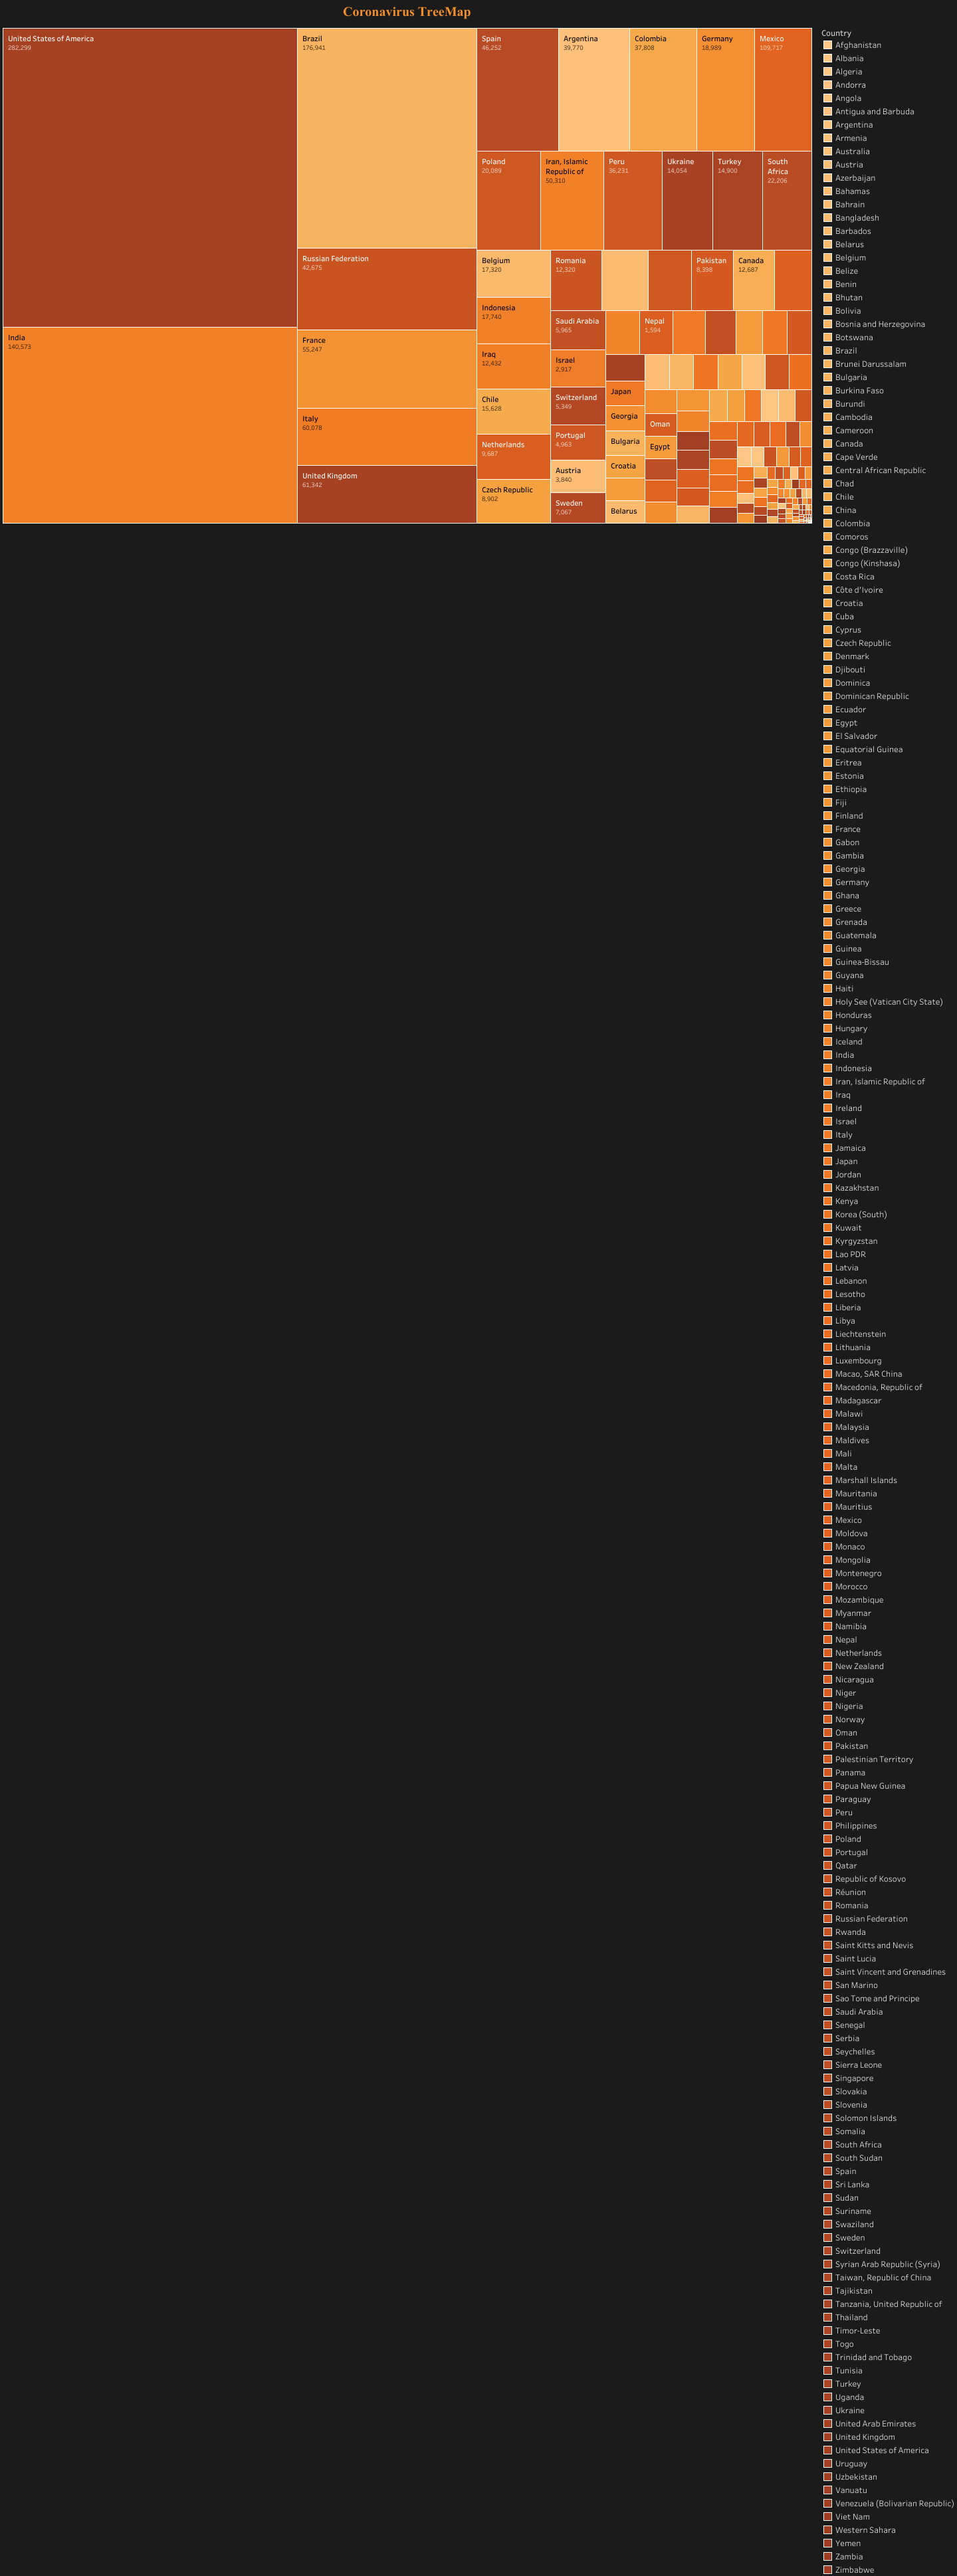 Coronavirus TreeMap
United States of America
282,299
India
140,573
Brazil
176,941
Russian Federation
42,675
France
55,247
Italy
60,078
United Kingdom
61,342
Spain
46,252
Argentina
39,770
Colombia
37,808
Germany
18,989
Mexico
109,717
Poland
20,089
Iran, Islamic
Republic of
50,310
Peru
36,231
Ukraine
14,054
Turkey
14,900
South
Africa
22,206
Belgium
17,320
Indonesia
17,740
Iraq
12,432
Chile
15,628
Netherlands
9,687
Czech Republic
8,902
Romania
12,320
Pakistan
8,398
Canada
12,687
Saudi Arabia
5,965
Nepal
1,594
Israel
2,917
Switzerland
5,349
Portugal
4,963
Austria
3,840
Sweden
7,067
Japan
Georgia
Bulgaria
Croatia
Belarus
Oman
Egypt
Country
Afghanistan
Albania
Algeria
Andorra
Angola
Antigua and Barbuda
Argentina
Armenia
Australia
Austria
Azerbaijan
Bahamas
Bahrain
Bangladesh
Barbados
Belarus
Belgium
Belize
Benin
Bhutan
Bolivia
Bosnia and Herzegovina
Botswana
Brazil
Brunei Darussalam
Bulgaria
Burkina Faso
Burundi
Cambodia
Cameroon
Canada
Cape Verde
Central African Republic
Chad
Chile
China
Colombia
Comoros
Congo (Brazzaville)
Congo (Kinshasa)
Costa Rica
Côte d'Ivoire
Croatia
Cuba
Cyprus
Czech Republic
Denmark
Djibouti
Dominica
Dominican Republic
Ecuador
Egypt
El Salvador
Equatorial Guinea
Eritrea
Estonia
Ethiopia
Fiji
Finland
France
Gabon
Gambia
Georgia
Germany
Ghana
Greece
Grenada
Guatemala
Guinea
Guinea-Bissau
Guyana
Haiti
Holy See (Vatican City State)
Honduras
Hungary
Iceland
India
Indonesia
Iran, Islamic Republic of
Iraq
Ireland
Israel
Italy
Jamaica
Japan
Jordan
Kazakhstan
Kenya
Korea (South)
Kuwait
Kyrgyzstan
Lao PDR
Latvia
Lebanon
Lesotho
Liberia
Libya
Liechtenstein
Lithuania
Luxembourg
Macao, SAR China
Macedonia, Republic of
Madagascar
Malawi
Malaysia
Maldives
Mali
Malta
Marshall Islands
Mauritania
Mauritius
Mexico
Moldova
Monaco
Mongolia
Montenegro
Morocco
Mozambique
Myanmar
Namibia
Nepal
Netherlands
New Zealand
Nicaragua
Niger
Nigeria
Norway
Oman
Pakistan
Palestinian Territory
Panama
Papua New Guinea
Paraguay
Peru
Philippines
Poland
Portugal
Qatar
Republic of Kosovo
Réunion
Romania
Russian Federation
Rwanda
Saint Kitts and Nevis
Saint Lucia
Saint Vincent and Grenadines
San Marino
Sao Tome and Principe
Saudi Arabia
Senegal
Serbia
Seychelles
Sierra Leone
Singapore
Slovakia
Slovenia
Solomon Islands
Somalia
South Africa
South Sudan
Spain
Sri Lanka
Sudan
Suriname
Swaziland
Sweden
Switzerland
Syrian Arab Republic (Syria)
Taiwan, Republic of China
Tajikistan
Tanzania, United Republic of
Thailand
Timor-Leste
Togo
Trinidad and Tobago
Tunisia
Turkey
Uganda
Ukraine
United Arab Emirates
United Kingdom
United States of America
Uruguay
Uzbekistan
Vanuatu
Venezuela (Bolivarian Republic)
Viet Nam
Western Sahara
Yemen
Zambia
Zimbabwe